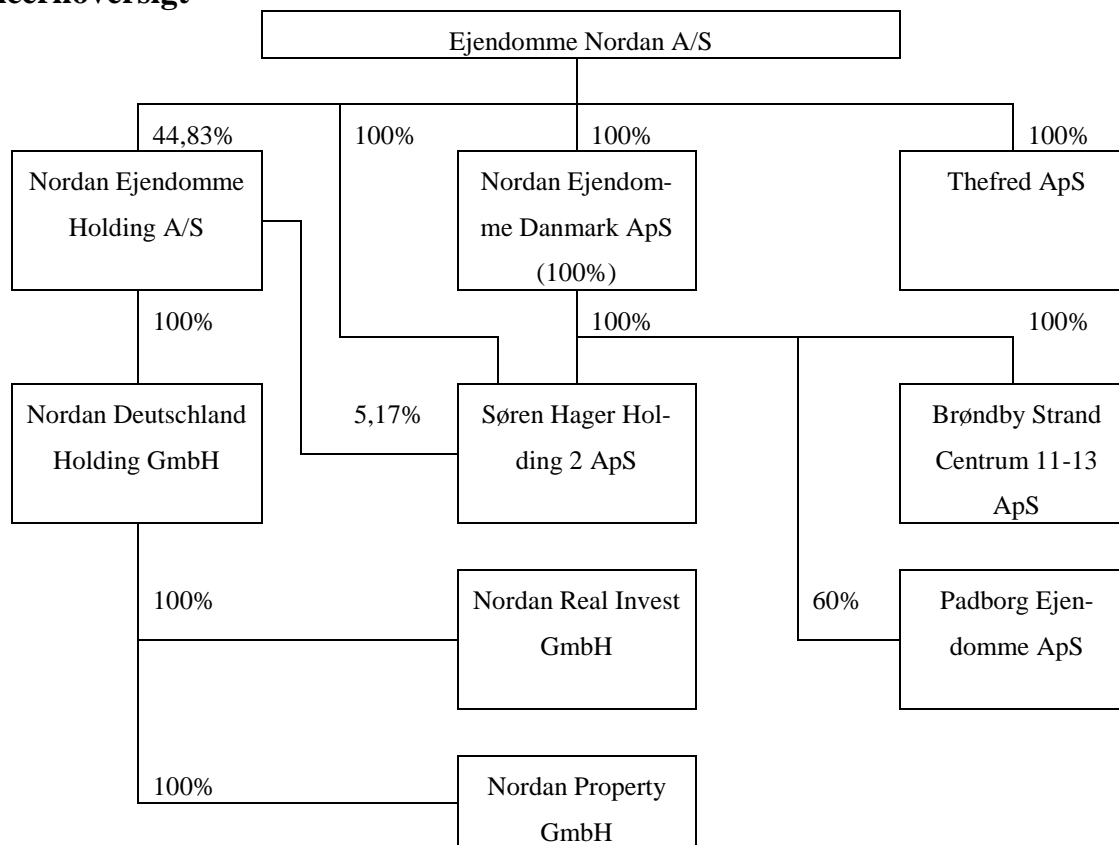 Ejendomme Nordan A/S
44,83%
100%
100%
100%
Nordan Ejendomme
Holding A/S
Nordan Ejendom-
me Danmark ApS
(100%)
Thefred ApS
100%
100%
100%
Nordan Deutschland
Holding GmbH
5,17%
Søren Hager Hol-
ding 2 ApS
Brøndby Strand
Centrum 11-13
ApS
100%
Nordan Real Invest
GmbH
60%
Padborg Ejen-
domme ApS
100%
Nordan Property
GmbH